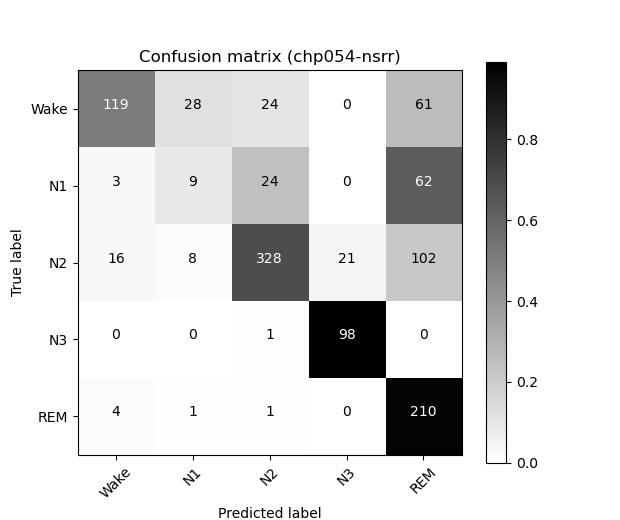 Confusion matrix (chp054-nsrr)
True label
Wake 119 28 24 0 61
N1 3 9 24 0 62
N2 16 8 328 21 102
N3 0 0 1 98 0
REM 4 1 1 0 210
Wake N1 N2 N3 REM
Predicted label
0.8
0.6
0.4
0.2
0.0